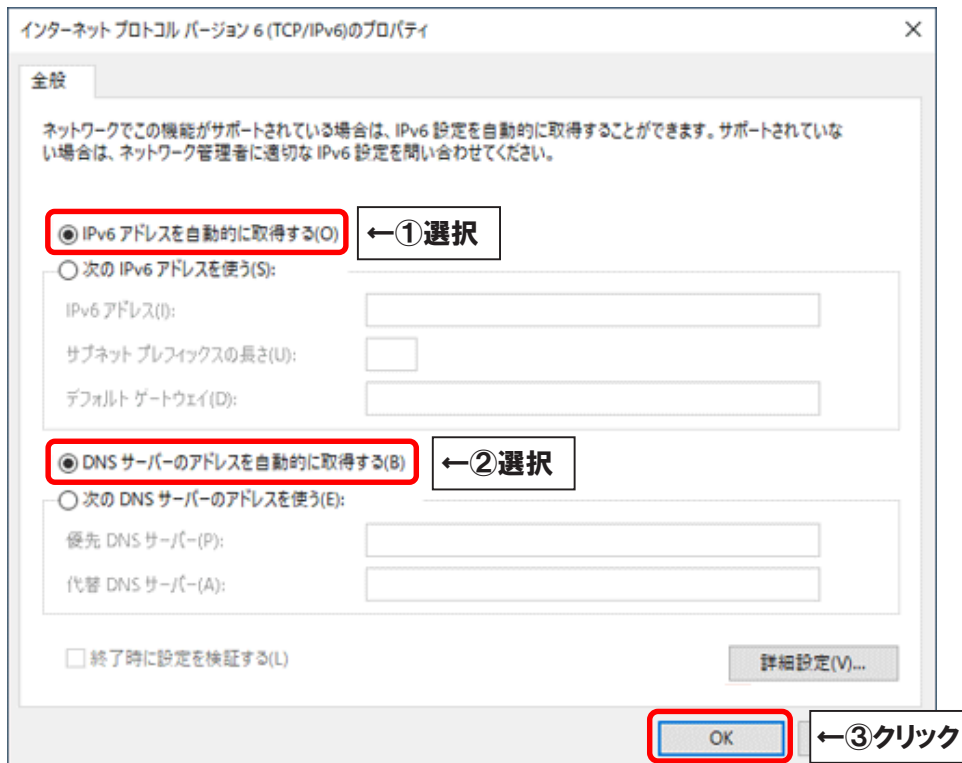 インターネット プロトコル バージョン 6 (TCP/IPv6)のプロパティ
全般
ネットワークでこの機能がサポートされている場合は、IPv6 設定を自動的に取得することができます。サポートされていな
い場合は、ネットワーク管理者に適切な IPv6 設定を問い合わせてください。
IPv6 アドレスを自動的に取得する(O)
←①選択
次の IPv6 アドレスを使う(S):
IPv6 アドレス(I):
サブネット プレフィックスの長さ(U):
デフォルト ゲートウェイ(D):
DNS サーバーのアドレスを自動的に取得する(B)
←②選択
次の DNS サーバーのアドレスを使う(E):
優先 DNS サーバー(P):
代替 DNS サーバー(A):
終了時に設定を検証する(L)
詳細設定(V)...
OK
←③クリック